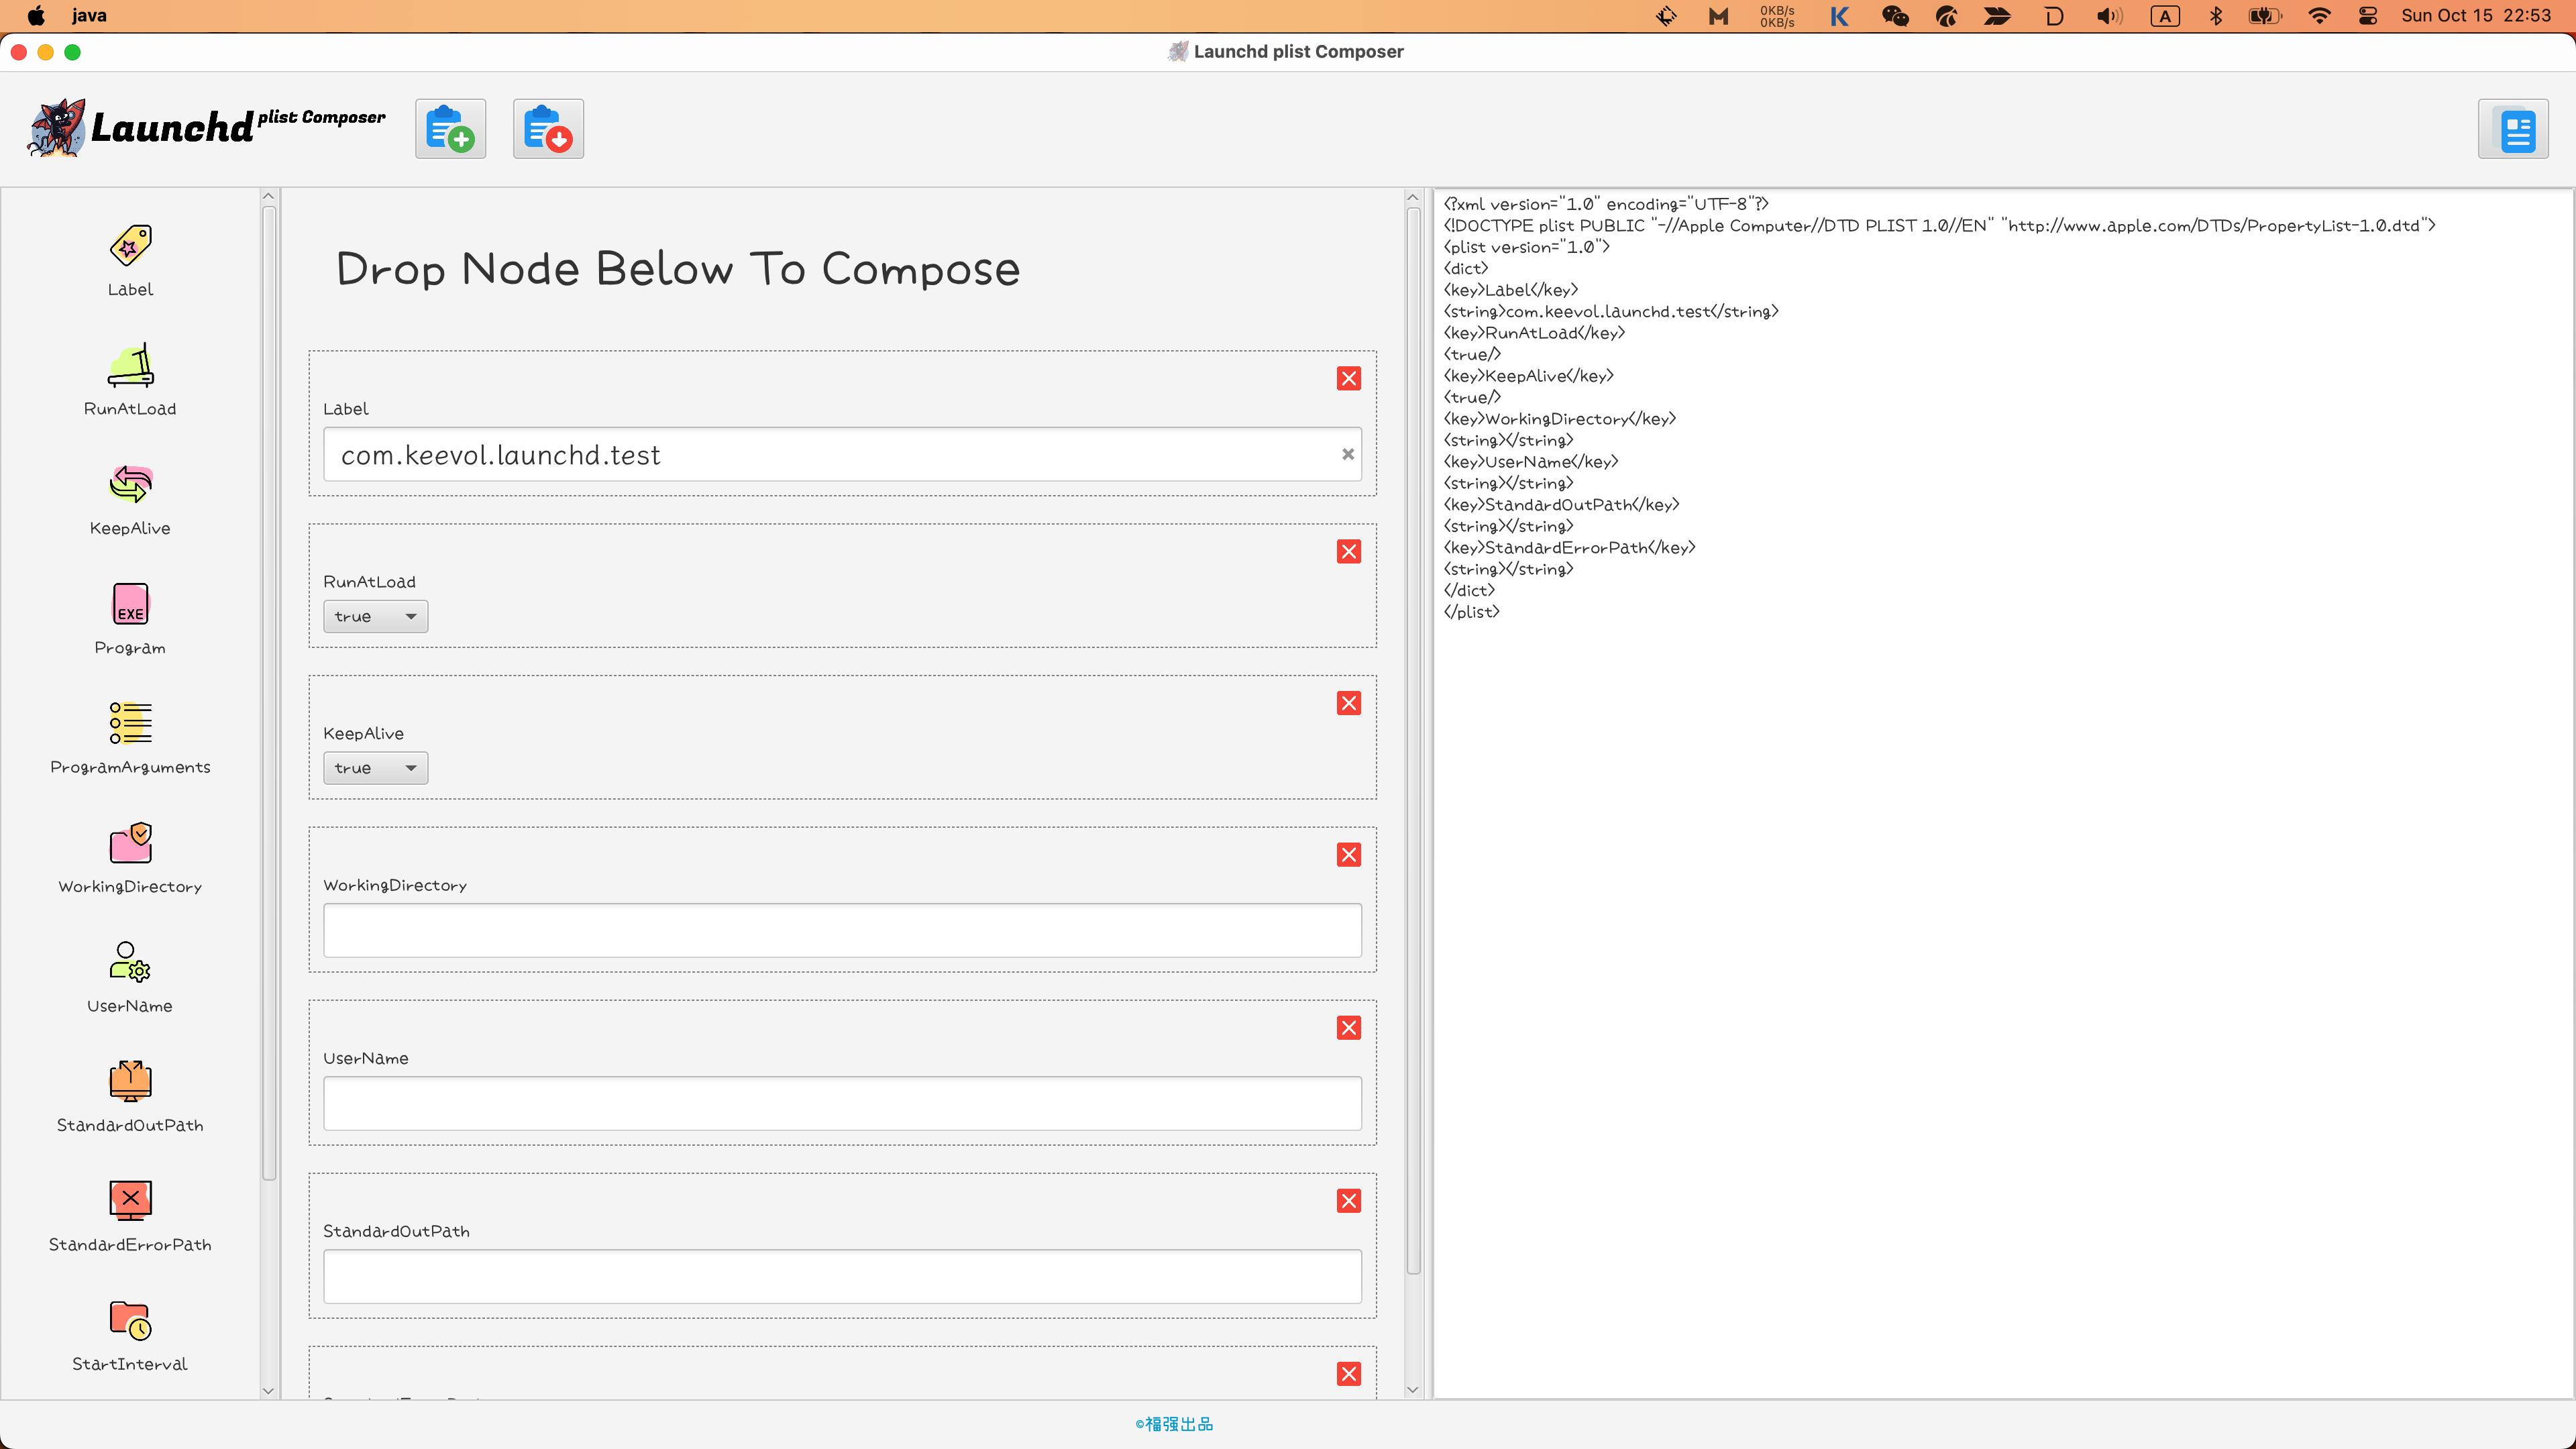 java
0KB/s
0KB/s
A
Sun Oct 15 22:53
Launchd plist Composer
Launchd plist Composer
Label
RunAtLoad
KeepAlive
EXE
Program
ProgramArguments
WorkingDirectory
UserName
StandardOutPath
StandardErrorPath
StartInterval
Drop Node Below To Compose
Label
com.keevol.launchd.test
RunAtLoad
true
KeepAlive
true
WorkingDirectory
UserName
StandardOutPath
<?xml version="1.0" encoding="UTF-8"?>
<!DOCTYPE plist PUBLIC "-//Apple Computer//DTD PLIST 1.0//EN" "http://www.apple.com/DTDs/PropertyList-1.0.dtd">
<plist version="1.0">
<dict>
<key>Label</key>
<string>com.keevol.launchd.test</string>
<key>RunAtLoad</key>
<true/>
<key>KeepAlive</key>
<true/>
<key>WorkingDirectory</key>
<string></string>
<key>UserName</key>
<string></string>
<key>StandardOutPath</key>
<string></string>
<key>StandardErrorPath</key>
<string></string>
</dict>
</plist>
©福强出品